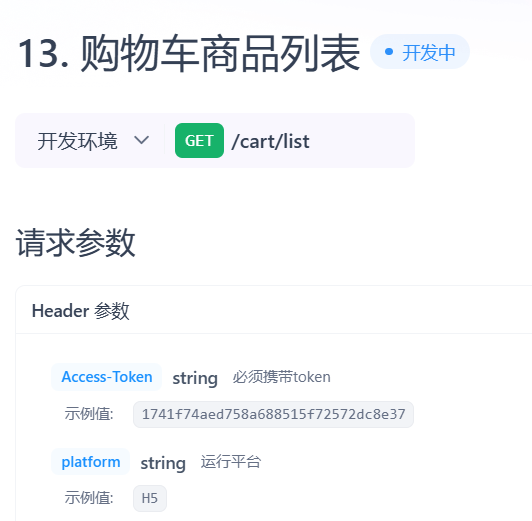 13. 购物车商品列表 开发中
开发环境 GET /cart/list
请求参数
Header 参数
Access-Token string 必须携带token
示例值: 1741f74aed758a688515f72572dc8e37
platform string 运行平台
示例值: H5